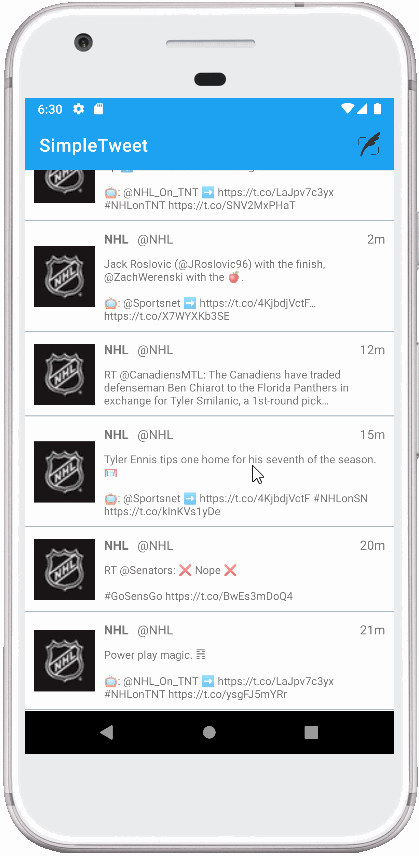 6:30
SimpleTweet
📺: @NHL_On_TNT ➡️ https://t.co/LaJpv7c3yx
#NHLonTNT https://t.co/SNV2MxPHaT
NHL @NHL 2m
NHL
Jack Roslovic (@JRoslovic96) with the finish,
@ZachWerenski with the 🍎.
📺: @Sportsnet ➡️ https://t.co/4KjbdjVctF…
https://t.co/X7WYXKb3SE
NHL @NHL 12m
NHL
RT @CanadiensMTL: The Canadiens have traded
defenseman Ben Chiarot to the Florida Panthers in
exchange for Tyler Smilanic, a 1st-round pick…
NHL @NHL 15m
NHL
Tyler Ennis tips one home for his seventh of the season.
📺: @Sportsnet ➡️ https://t.co/4KjbdjVctF #NHLonSN
https://t.co/kInKVs1yDe
NHL @NHL 20m
NHL
RT @Senators: ❌ Nope ❌
#GoSensGo https://t.co/BwEs3mDoQ4
NHL @NHL 21m
NHL
Power play magic.
📺: @NHL_On_TNT ➡️ https://t.co/LaJpv7c3yx
#NHLonTNT https://t.co/ysgFJ5mYRr